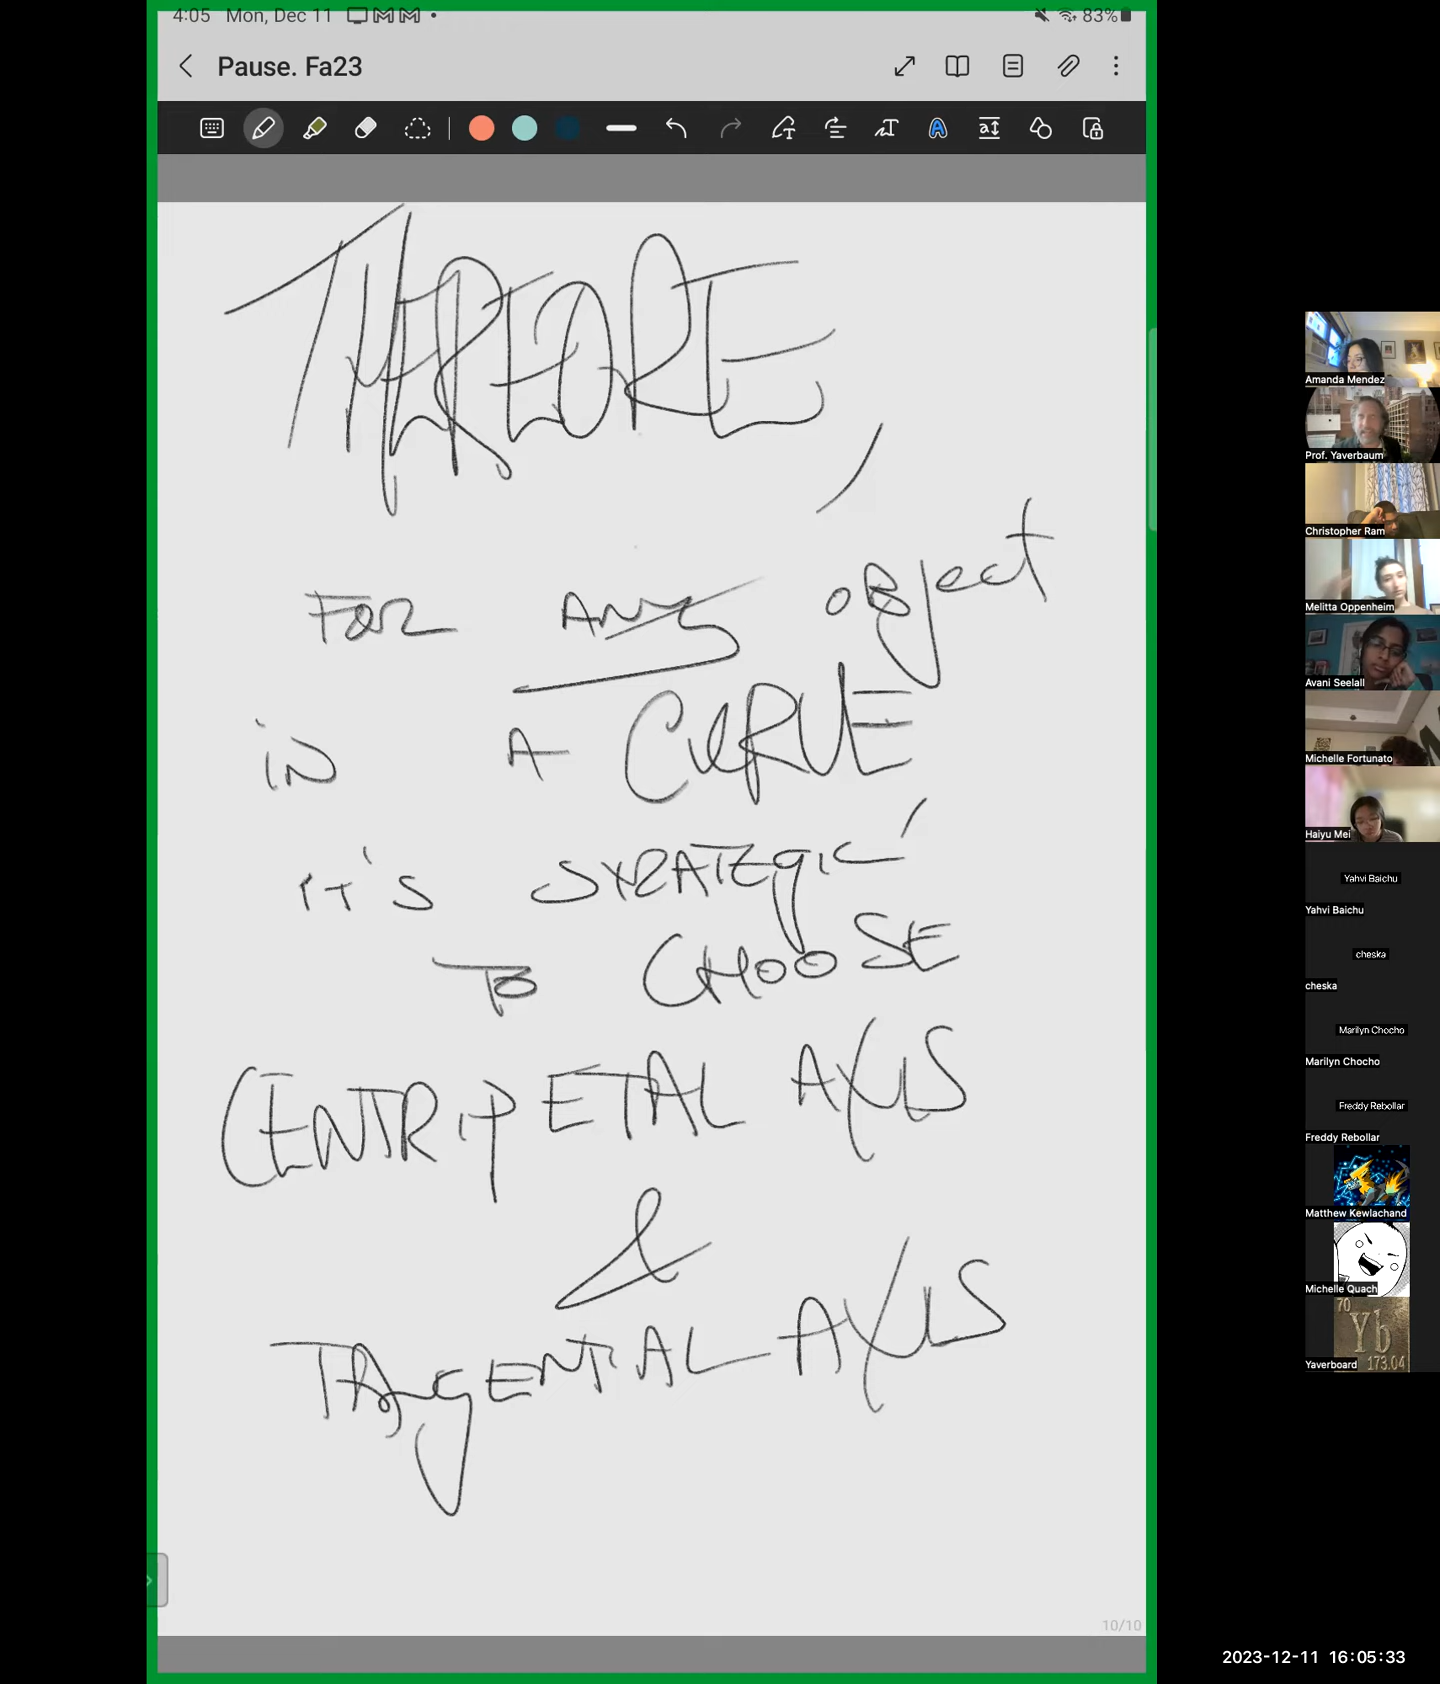 4:05 Mon, Dec 11
83%
Pause. Fa23
THEREORE,
FOR ANY OBject
iN A CURVE,
iT'S STRATEgiC
TO CHOOSE
CENTRIPETAL AXIS
&
TANGENTIAL AXIS
10/10
Amanda Mendez
Prof. Yaverbaum
Christopher Ram
Melitta Oppenheim
Avani Seelall
Michelle Fortunato
Haiyu Mei
Yahvi Baichu
Yahvi Baichu
cheska
cheska
Marilyn Chocho
Marilyn Chocho
Freddy Rebollar
Freddy Rebollar
Matthew Kewlachand
Michelle Quach
70
Yb
173.04
Yaverboard
2023-12-11 16:05:33